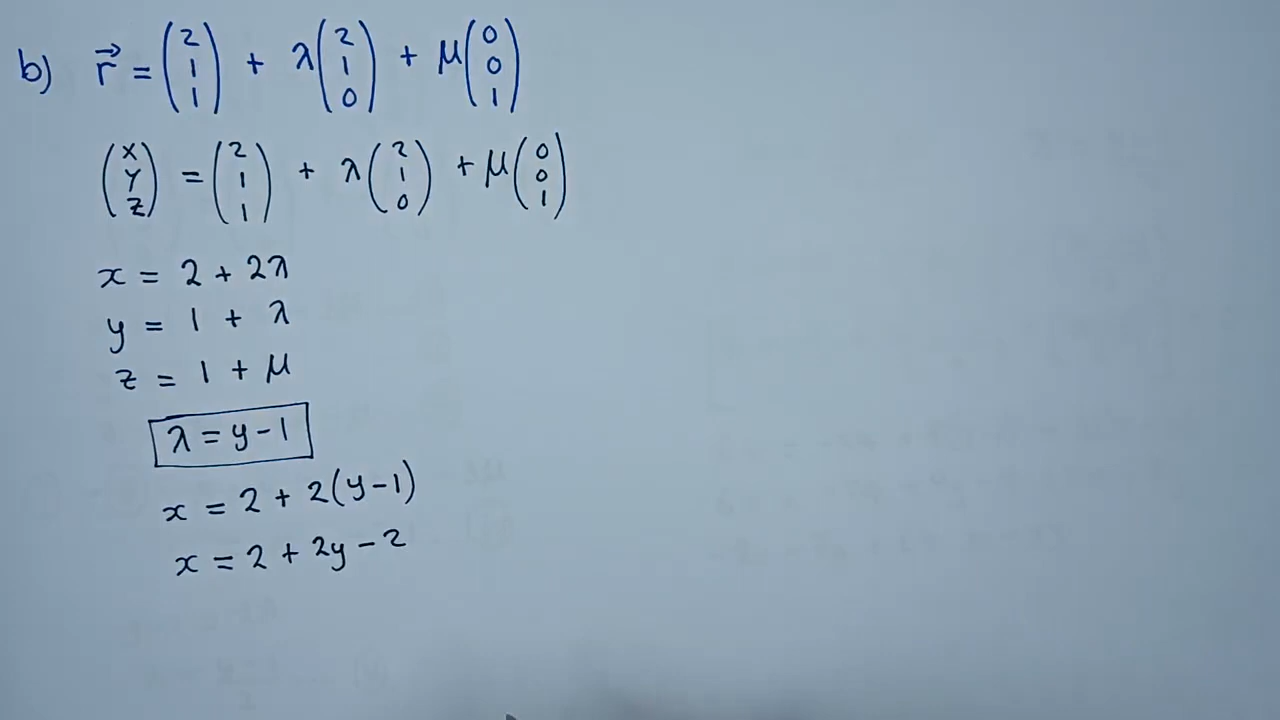 b) r⃗ = (2 1 1) + λ(2 1 0) + μ(0 0 1)
(x y z) = (2 1 1) + λ(2 1 0) + μ(0 0 1)
x = 2 + 2λ
y = 1 + λ
z = 1 + μ
λ = y - 1
x = 2 + 2(y - 1)
x = 2 + 2y - 2